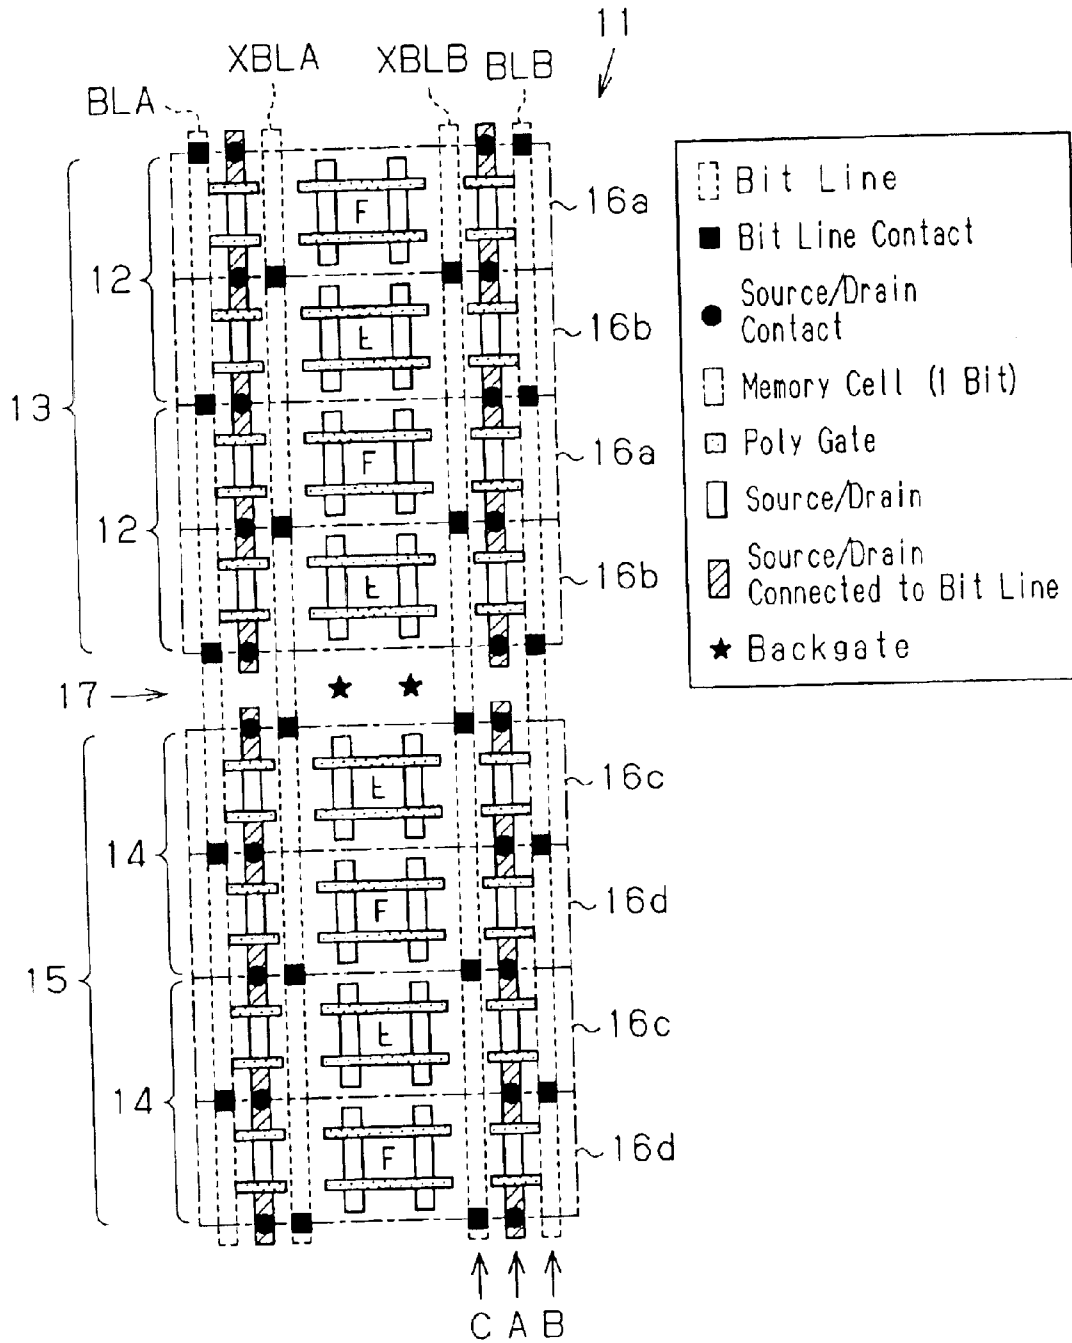 11
XBLA
XBLB
BLB
BLA
Bit Line
Bit Line Contact
Source/Drain
Contact
Memory Cell (1 Bit)
Poly Gate
Source/Drain
Source/Drain
Connected to Bit Line
★ Backgate
13
12
F
16a
F
16b
12
F
16a
F
16b
17
15
14
F
16c
F
16d
14
F
16c
F
16d
C A B